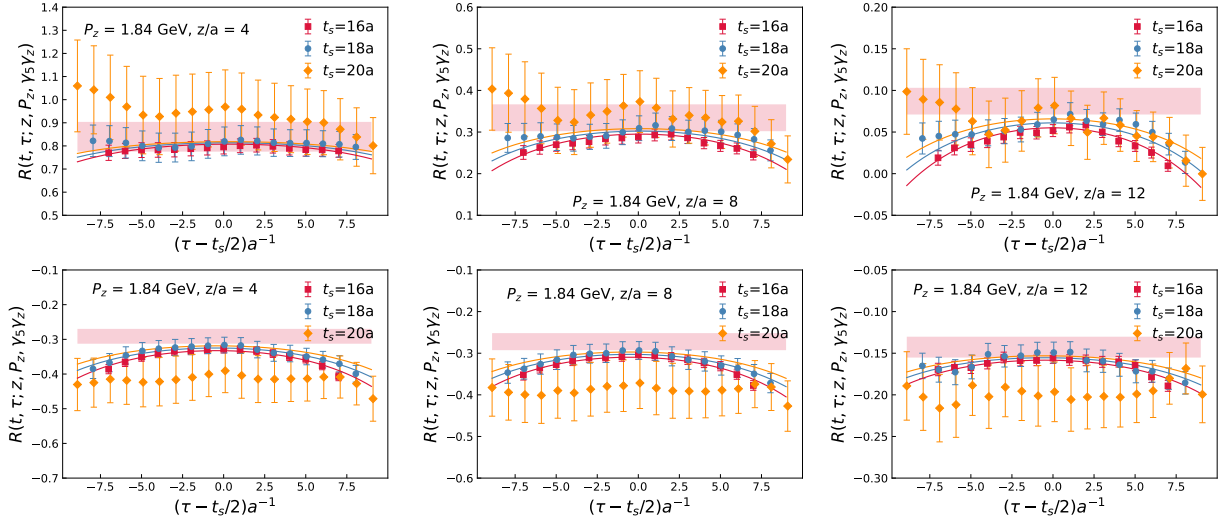 R(t, τ; z, P_z, γ₅γ_z)
1.4
1.3
1.2
1.1
1.0
0.9
0.8
0.7
0.6
0.5
P_z = 1.84 GeV, z/a = 4
t_s=16a
t_s=18a
t_s=20a
−7.5 −5.0 −2.5 0.0 2.5 5.0 7.5
(τ − t_s/2)a⁻¹
R(t, τ; z, P_z, γ₅γ_z)
0.6
0.5
0.4
0.3
0.2
0.1
t_s=16a
t_s=18a
t_s=20a
P_z = 1.84 GeV, z/a = 8
−7.5 −5.0 −2.5 0.0 2.5 5.0 7.5
(τ − t_s/2)a⁻¹
R(t, τ; z, P_z, γ₅γ_z)
0.20
0.15
0.10
0.05
0.00
−0.05
t_s=16a
t_s=18a
t_s=20a
P_z = 1.84 GeV, z/a = 12
−7.5 −5.0 −2.5 0.0 2.5 5.0 7.5
(τ − t_s/2)a⁻¹
R(t, τ; z, P_z, γ₅γ_z)
−0.1
−0.2
−0.3
−0.4
−0.5
−0.6
−0.7
P_z = 1.84 GeV, z/a = 4
t_s=16a
t_s=18a
t_s=20a
−7.5 −5.0 −2.5 0.0 2.5 5.0 7.5
(τ − t_s/2)a⁻¹
R(t, τ; z, P_z, γ₅γ_z)
−0.1
−0.2
−0.3
−0.4
−0.5
−0.6
P_z = 1.84 GeV, z/a = 8
t_s=16a
t_s=18a
t_s=20a
−7.5 −5.0 −2.5 0.0 2.5 5.0 7.5
(τ − t_s/2)a⁻¹
R(t, τ; z, P_z, γ₅γ_z)
−0.05
−0.10
−0.15
−0.20
−0.25
−0.30
P_z = 1.84 GeV, z/a = 12
t_s=16a
t_s=18a
t_s=20a
−7.5 −5.0 −2.5 0.0 2.5 5.0 7.5
(τ − t_s/2)a⁻¹